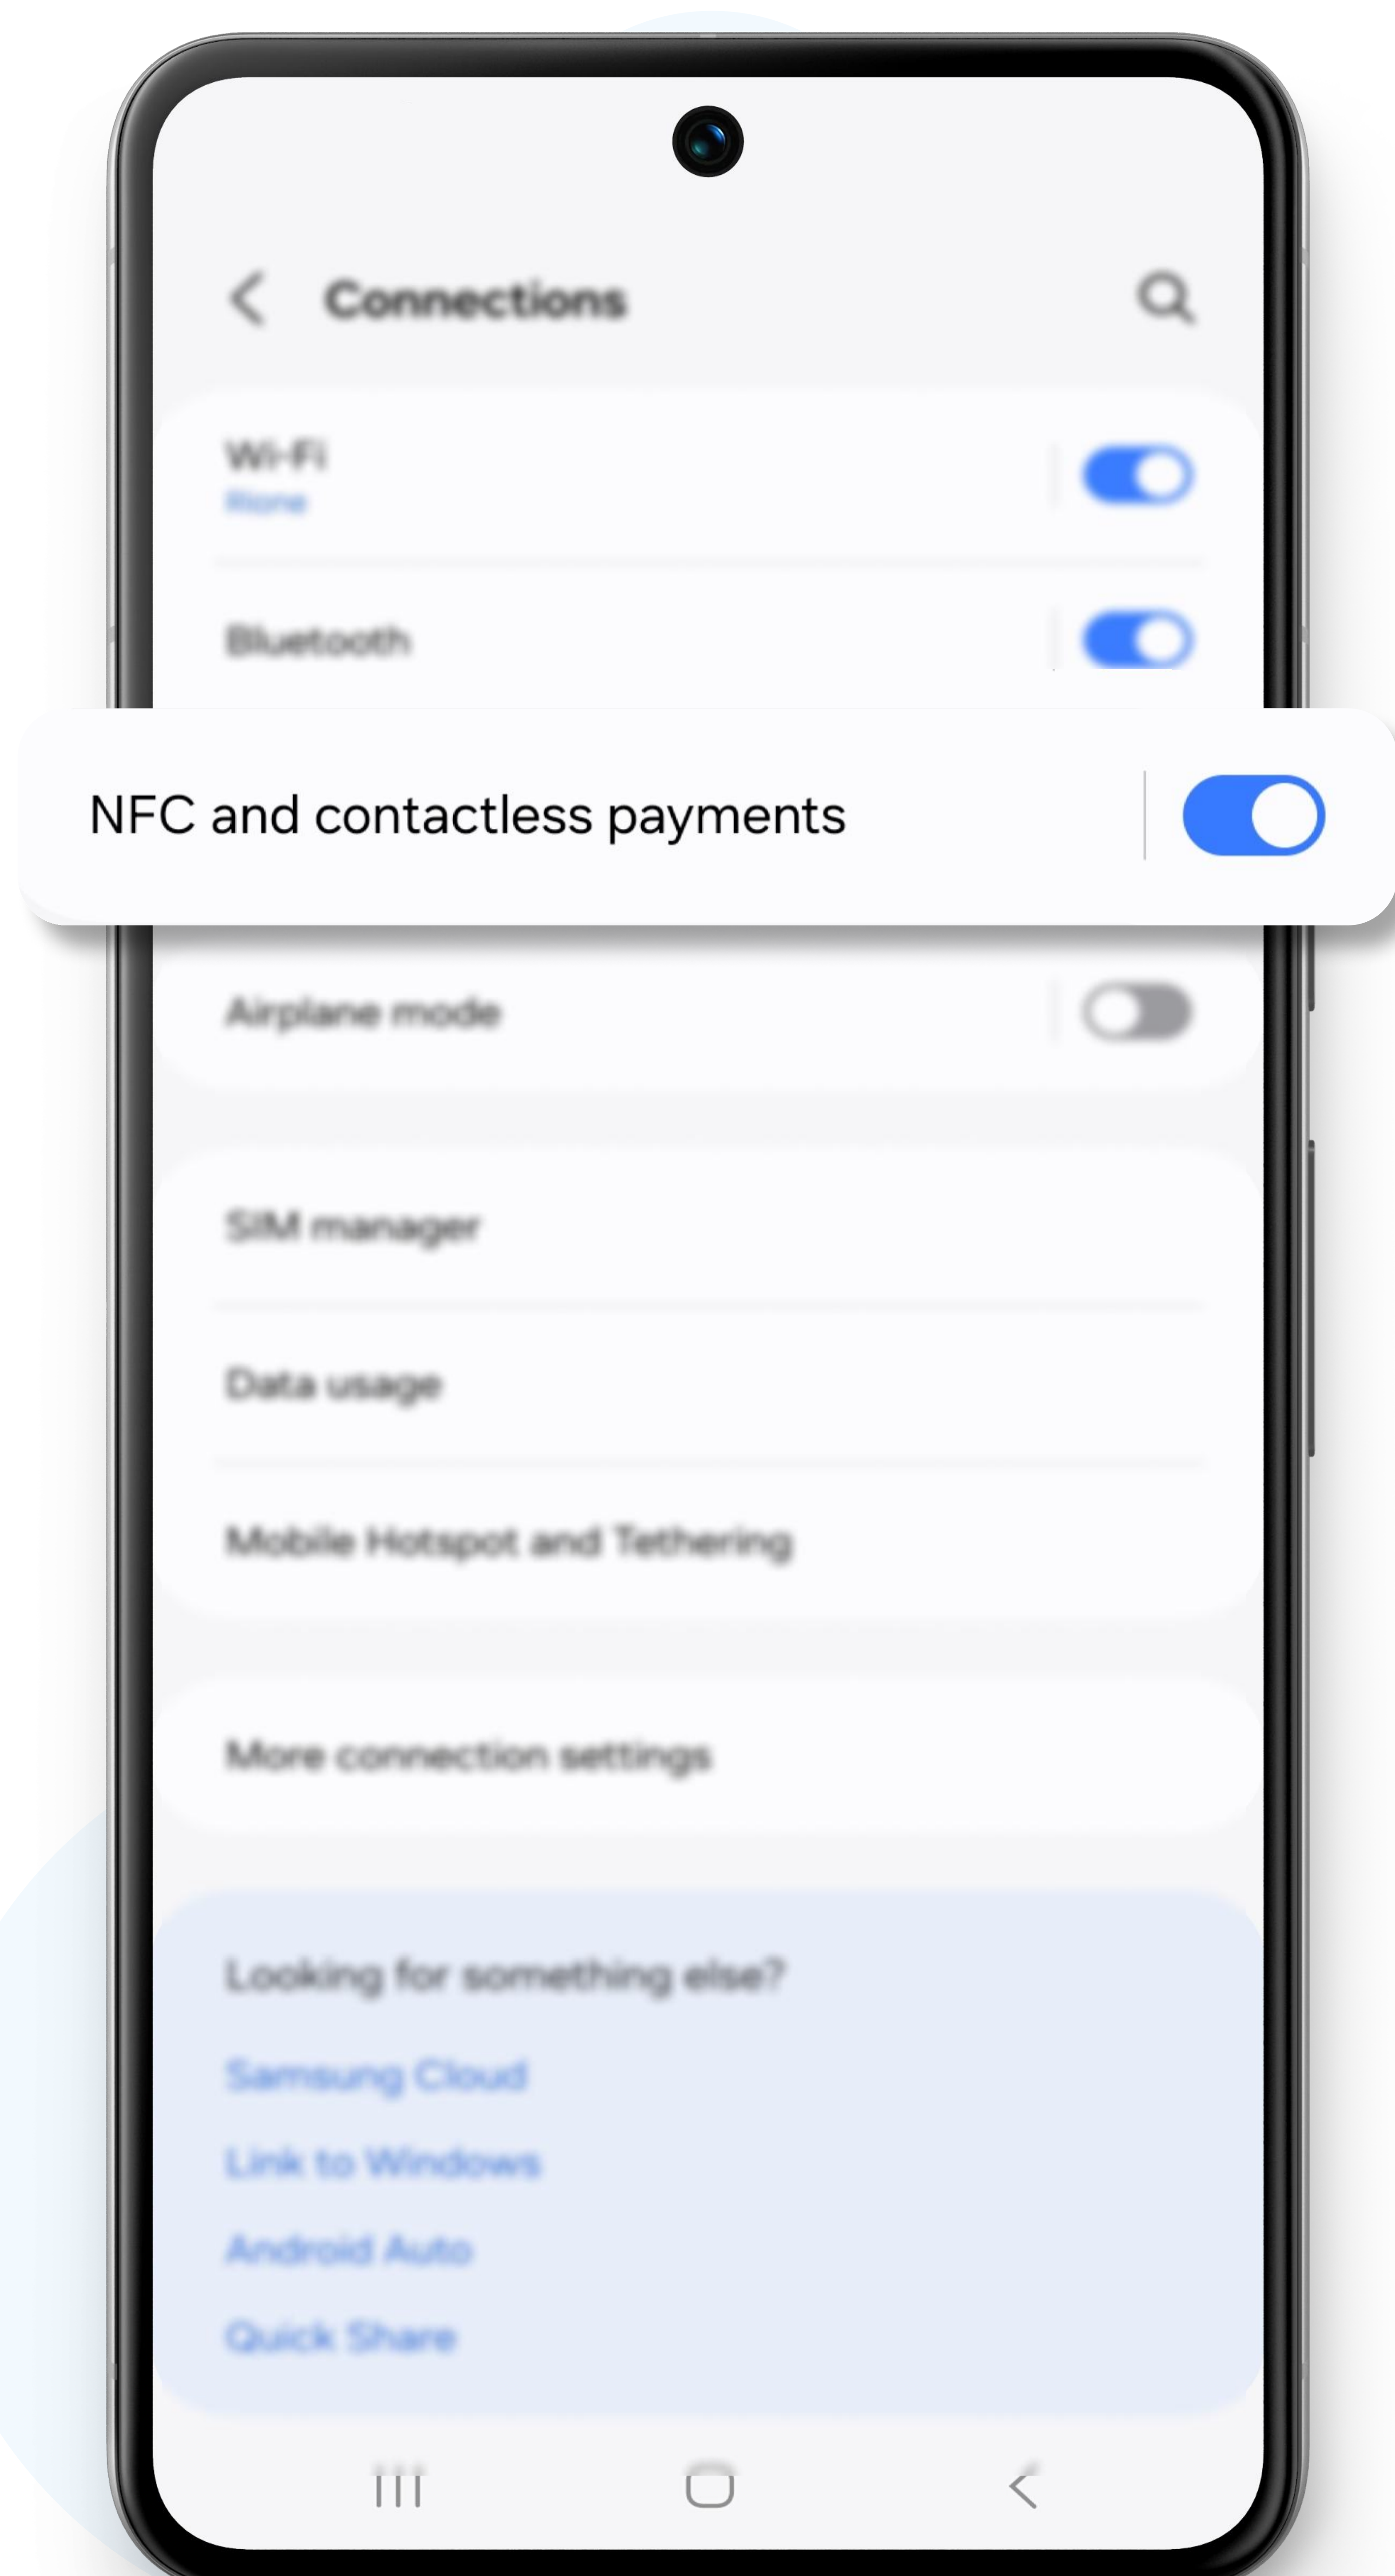 Connections
Wi-Fi
Rione
Bluetooth
NFC and contactless payments
Airplane mode
SIM manager
Data usage
Mobile Hotspot and Tethering
More connection settings
Looking for something else?
Samsung Cloud
Link to Windows
Android Auto
Quick Share